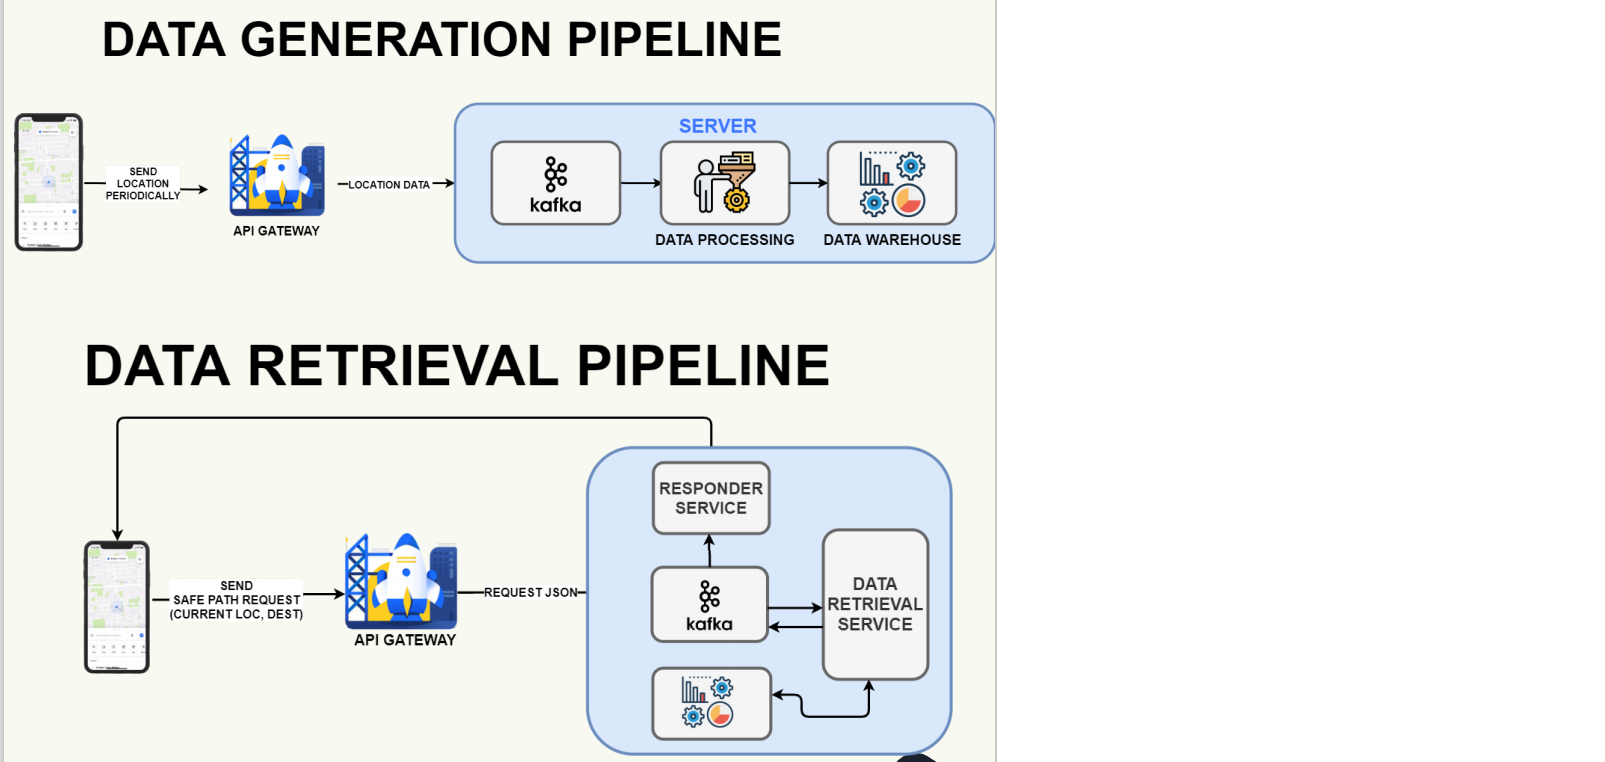 DATA GENERATION PIPELINE
SERVER
SEND
LOCATION
PERIODICALLY
LOCATION DATA
kafka
API GATEWAY
DATA PROCESSING
DATA WAREHOUSE
DATA RETRIEVAL PIPELINE
RESPONDER
SERVICE
SEND
SAFE PATH REQUEST
(CURRENT LOC, DEST)
REQUEST JSON
API GATEWAY
kafka
DATA
RETRIEVAL
SERVICE